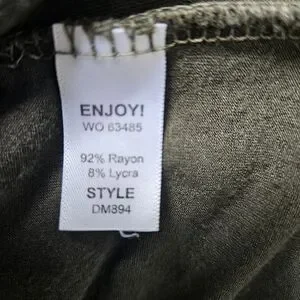 ENJOY!
WO 63485
92% Rayon
8% Lycra
STYLE
DM894